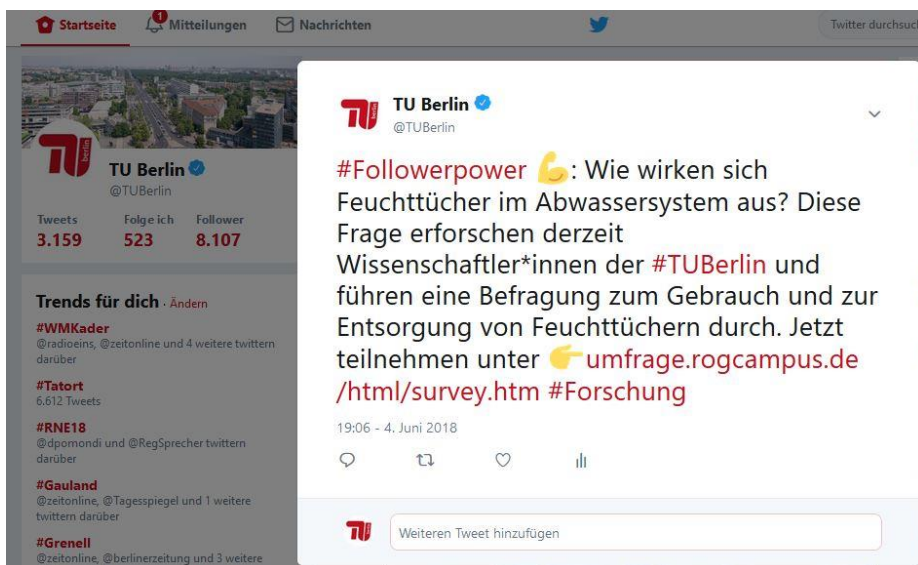 Startseite
1
Mitteilungen
Nachrichten
Twitter durchsuc
TU Berlin
@TUBerlin
Tweets Folge ich Follower
3.159 523 8.107
Trends für dich · Ändern
#WMKader
@radioeins, @zeitonline und 4 weitere twittern
darüber
#Tatort
6.612 Tweets
#RNE18
@dpomondi und @RegSprecher twittern
darüber
#Gauland
@zeitonline, @Tagesspiegel und 1 weitere
twittern darüber
#Grenell
@zeitonline, @berlinerzeitung und 3 weitere
TU Berlin
@TUBerlin
#Followerpower 💪: Wie wirken sich
Feuchttücher im Abwassersystem aus? Diese
Frage erforschen derzeit
Wissenschaftler*innen der #TUBerlin und
führen eine Befragung zum Gebrauch und zur
Entsorgung von Feuchttüchern durch. Jetzt
teilnehmen unter 👉umfrage.rogcampus.de
/html/survey.htm #Forschung
19:06 - 4. Juni 2018
Weiteren Tweet hinzufügen